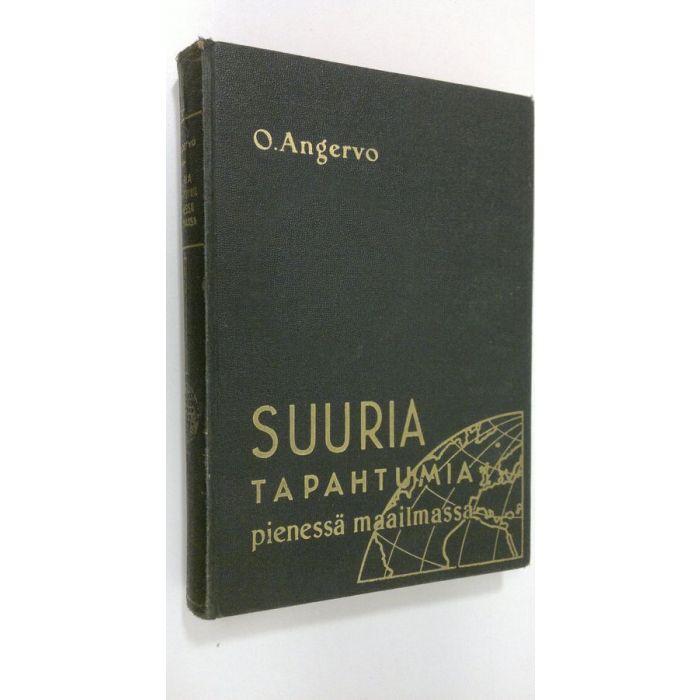 O. Angervo
SUURIA
TAPAHTUMIA
pienessä maailmassa